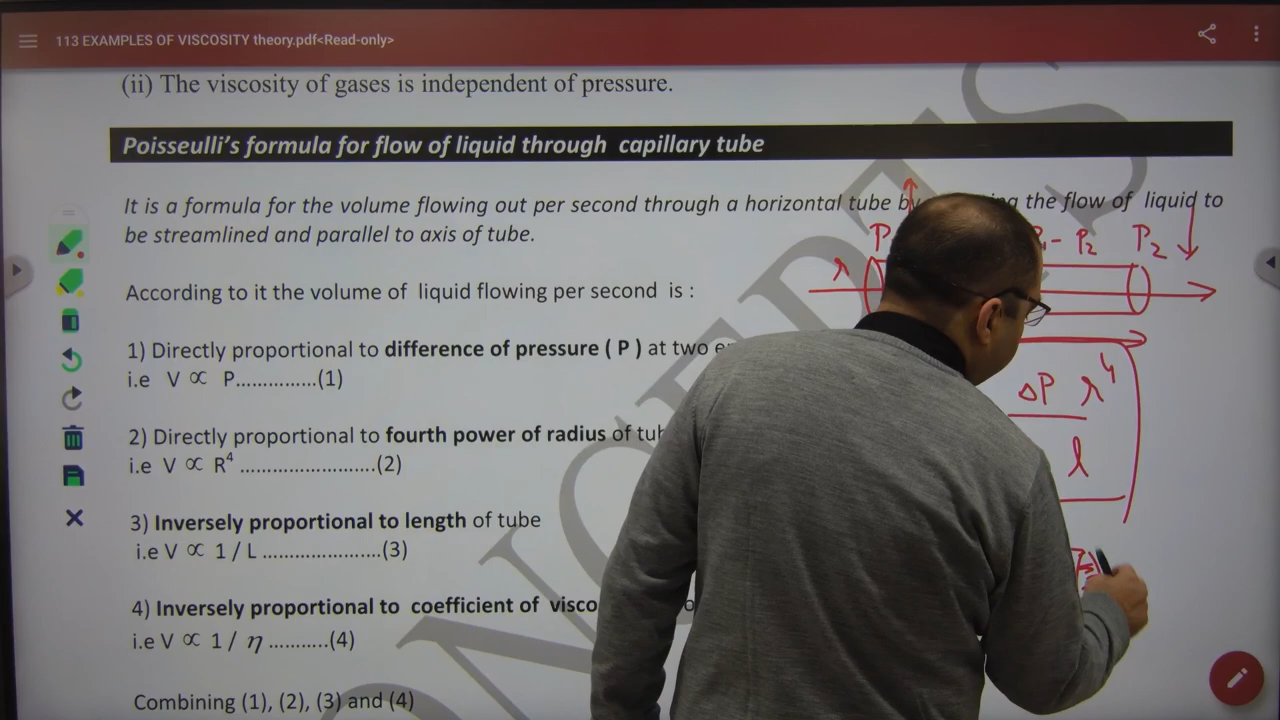 113 EXAMPLES OF VISCOSITY theory.pdf<Read-only>
(ii) The viscosity of gases is independent of pressure.
Poisseulli's formula for flow of liquid through capillary tube
It is a formula for the volume flowing out per second through a horizontal tube the flow of liquid to
be streamlined and parallel to axis of tube.
P - P₂ P₂
r
According to it the volume of liquid flowing per second is :
1) Directly proportional to difference of pressure ( P ) at two
i.e V ∝ P...............(1)
ΔP r⁴
l
2) Directly proportional to fourth power of radius of
i.e V ∝ R⁴ .........................(2)
3) Inversely proportional to length of tube
i.e V ∝ 1 / L ......................(3)
4) Inversely proportional to coefficient of
i.e V ∝ 1 / η ...........(4)
Combining (1), (2), (3) and (4)